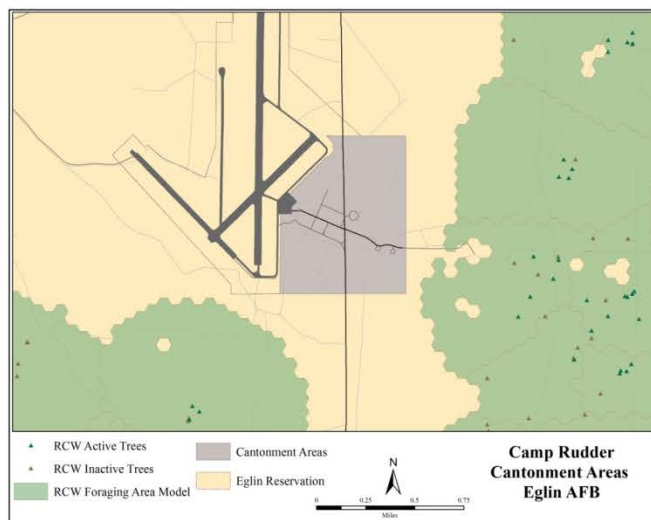 RCW Active Trees
RCW Inactive Trees
RCW Foraging Area Model
Cantonment Areas
Eglin Reservation
N
0 0.25 0.5 0.75
Miles
Camp Rudder
Cantonment Areas
Eglin AFB